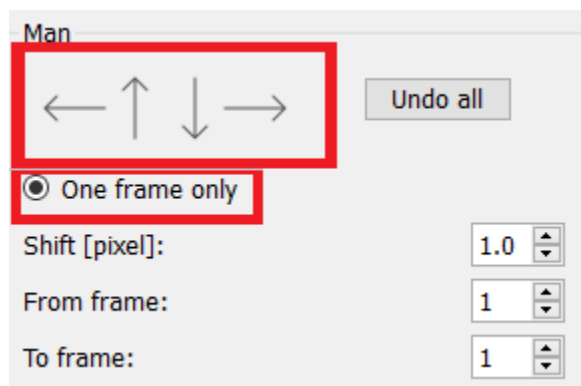 Man
Undo all
One frame only
Shift [pixel]: 1.0
From frame: 1
To frame: 1